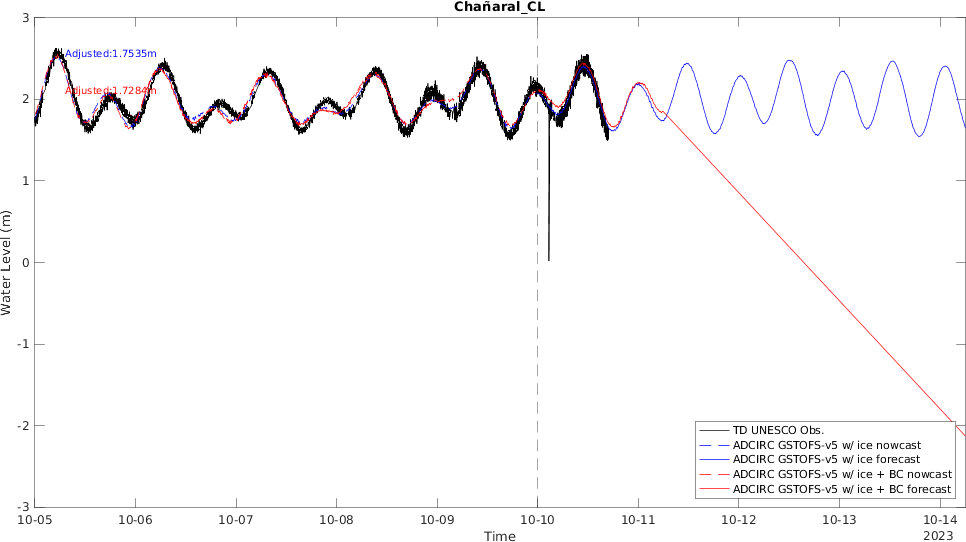 Chañaral_CL
3
2
1
0
-1
-2
-3
Water Level (m)
Adjusted:1.7535m
Adjusted:1.7284m
TD UNESCO Obs.
ADCIRC GSTOFS-v5 w/ ice nowcast
ADCIRC GSTOFS-v5 w/ ice forecast
ADCIRC GSTOFS-v5 w/ ice + BC nowcast
ADCIRC GSTOFS-v5 w/ ice + BC forecast
10-05 10-06 10-07 10-08 10-09 10-10 10-11 10-12 10-13 10-14
Time
2023